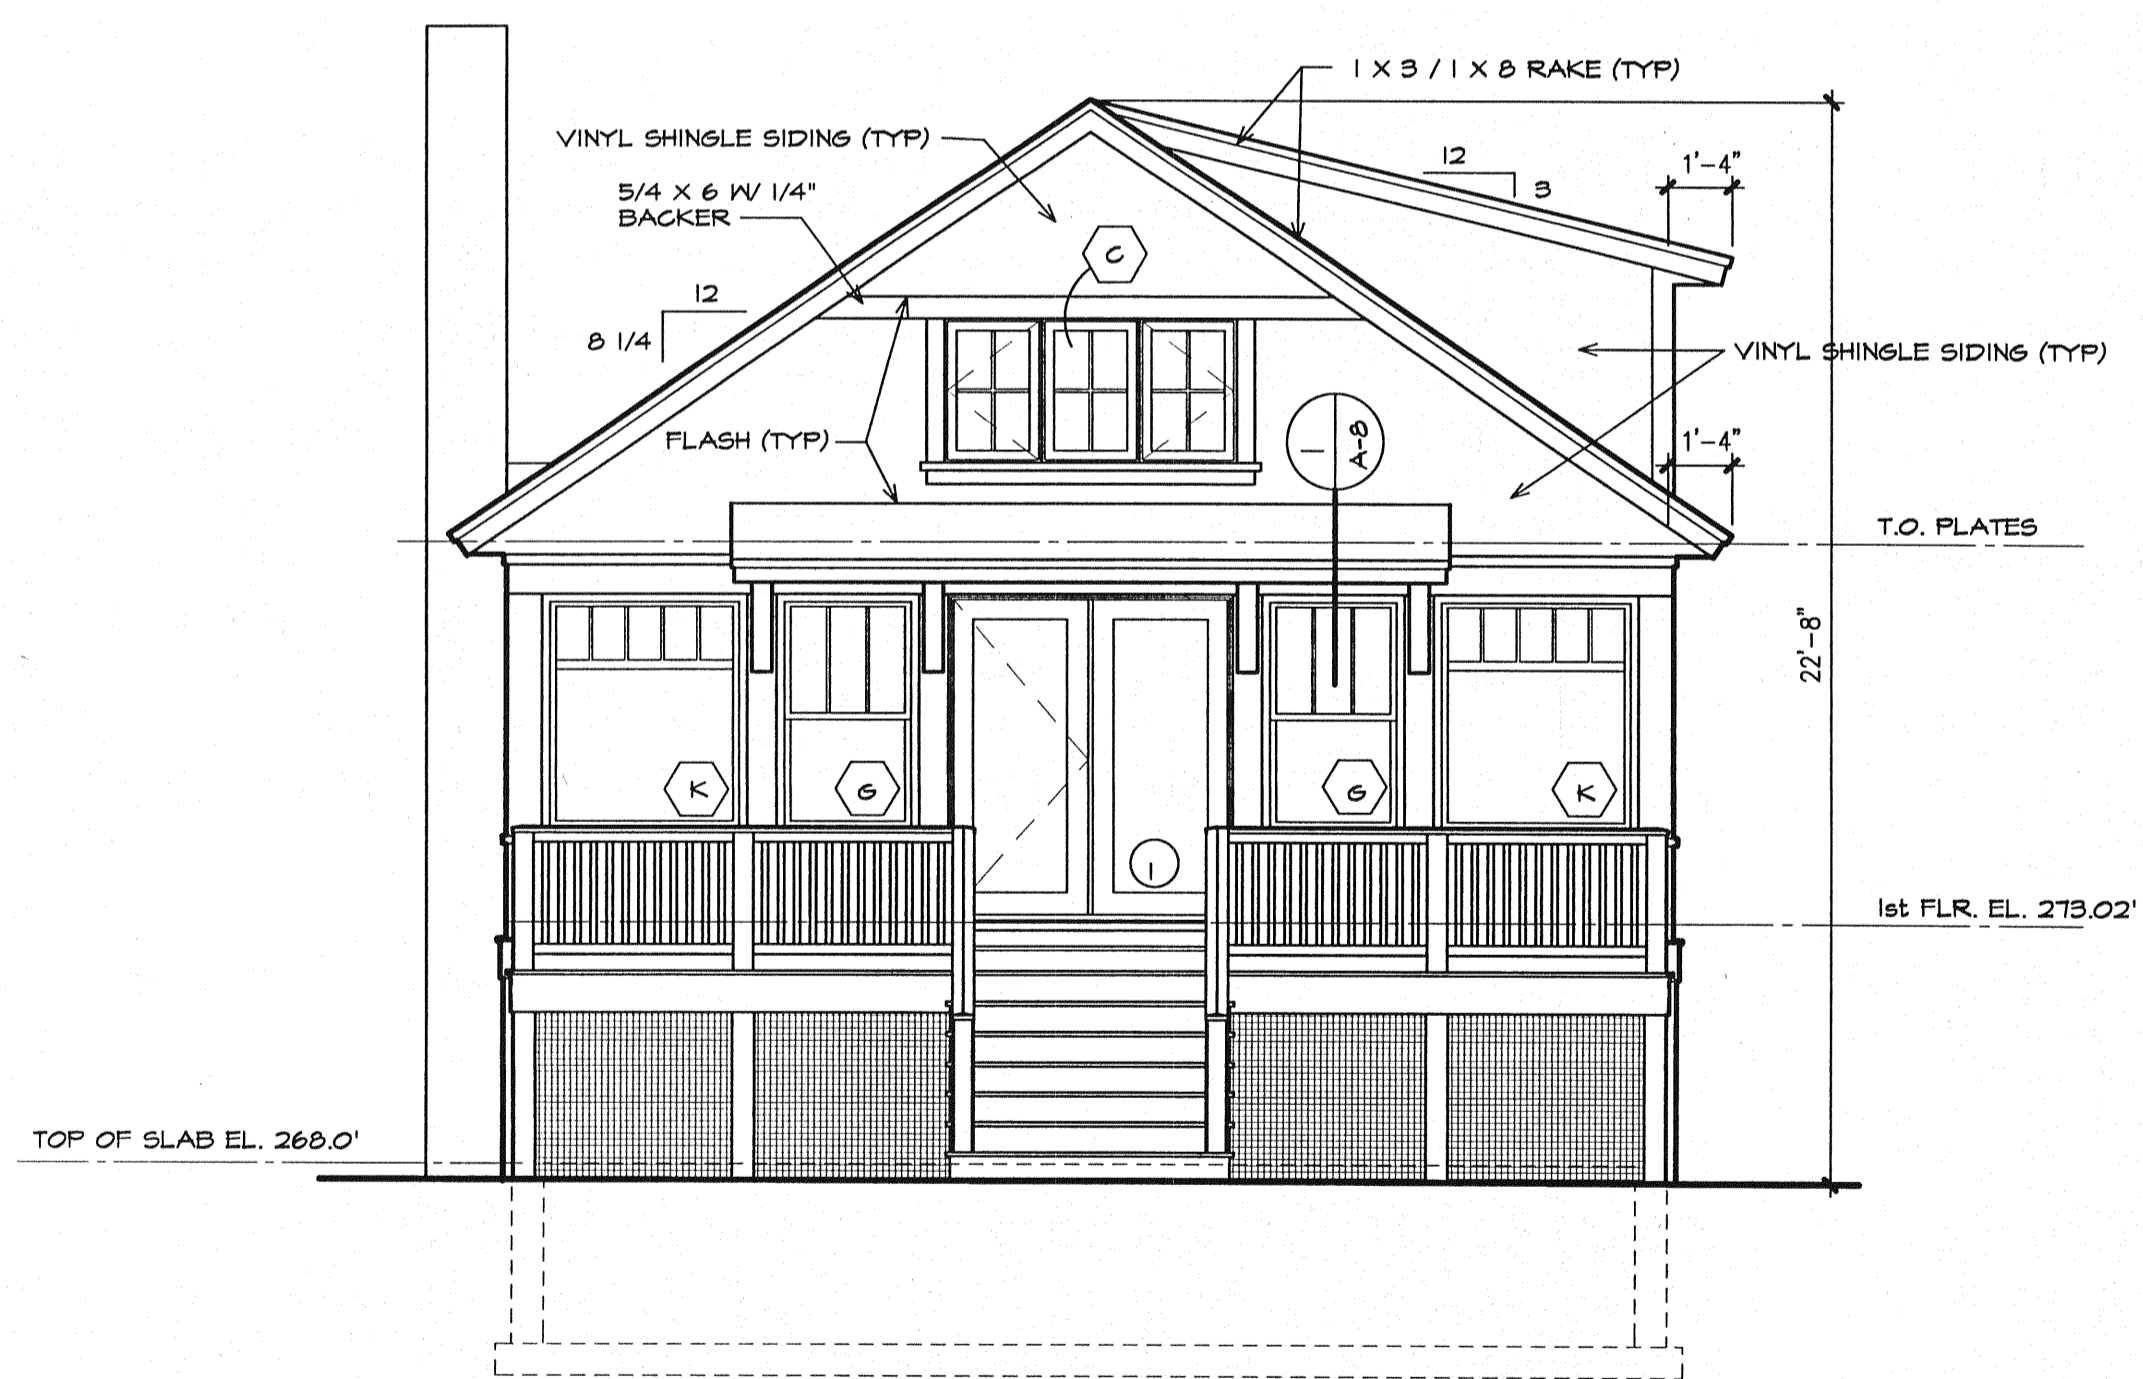 1 X 3 / 1 X 8 RAKE (TYP)
VINYL SHINGLE SIDING (TYP)
12
3
1'-4"
5/4 X 6 W/ 1/4"
BACKER
C
12
8 1/4
VINYL SHINGLE SIDING (TYP)
FLASH (TYP)
1
A-8
1'-4"
T.O. PLATES
22'-8"
K
G
G
K
1
1st FLR. EL. 273.02'
TOP OF SLAB EL. 268.0'